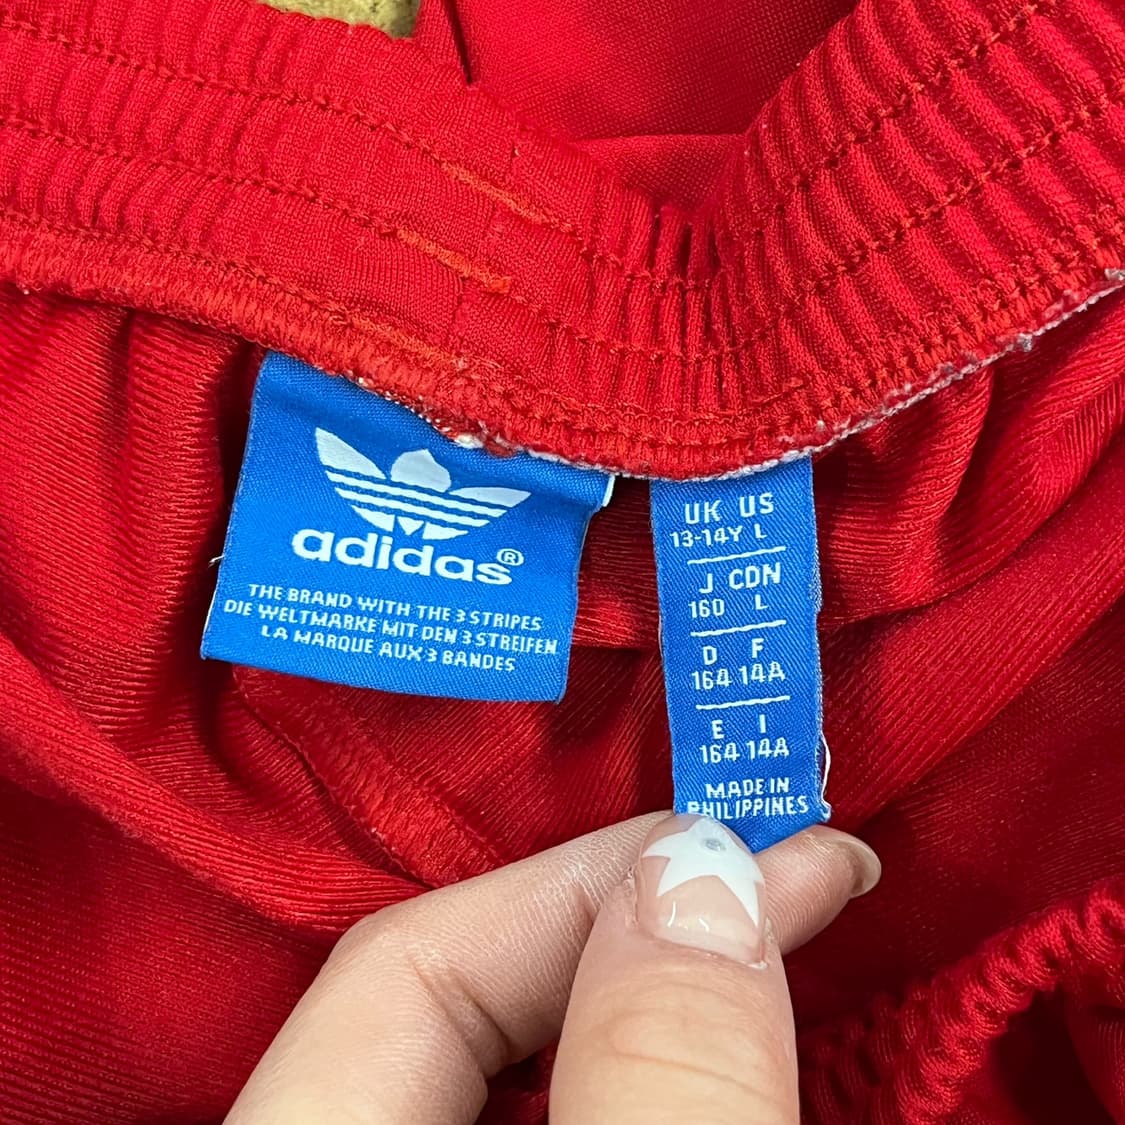 adidas®
THE BRAND WITH THE 3 STRIPES
DIE WELTMARKE MIT DEN 3 STREIFEN
LA MARQUE AUX 3 BANDES
UK US
13-14Y L
J CDN
160 L
D F
164 14A
E I
164 14A
MADE IN
PHILIPPINES